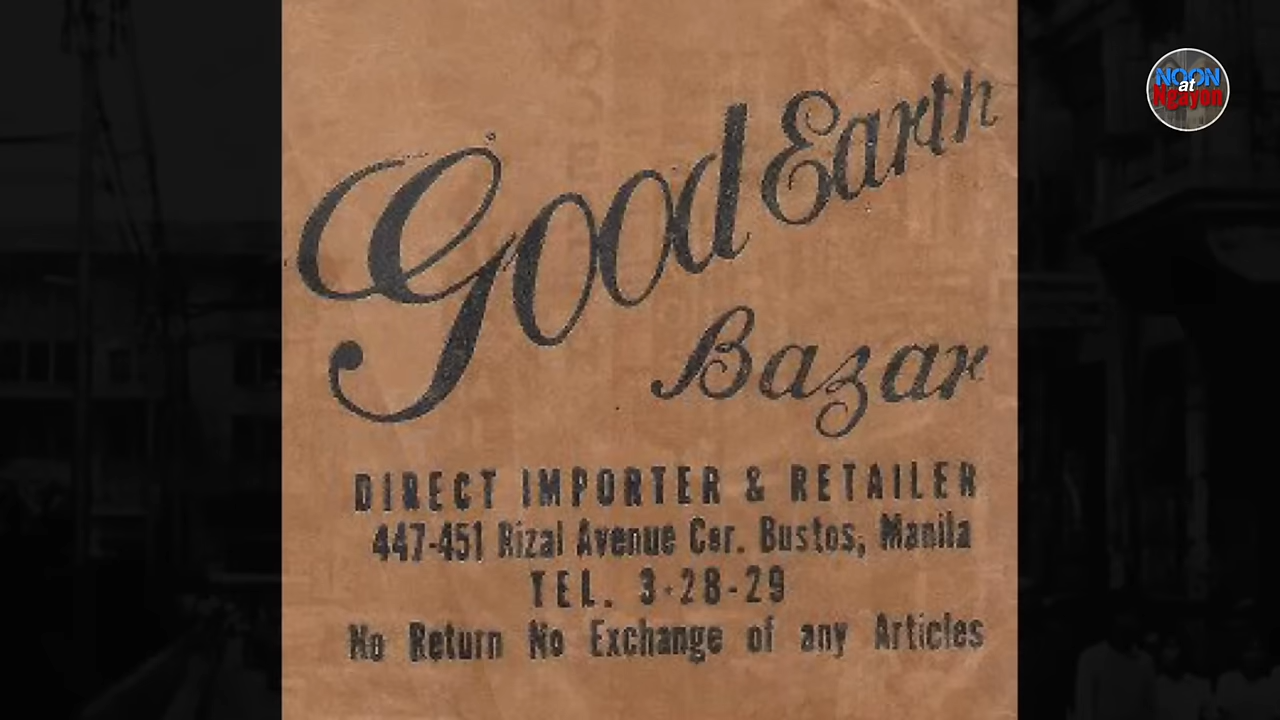 Good Earth
Bazar
DIRECT IMPORTER & RETAILER
447-451 Rizal Avenue Cor. Bustos, Manila
TEL. 3-28-29
No Return No Exchange of any Articles
NOON
at
Ngayon